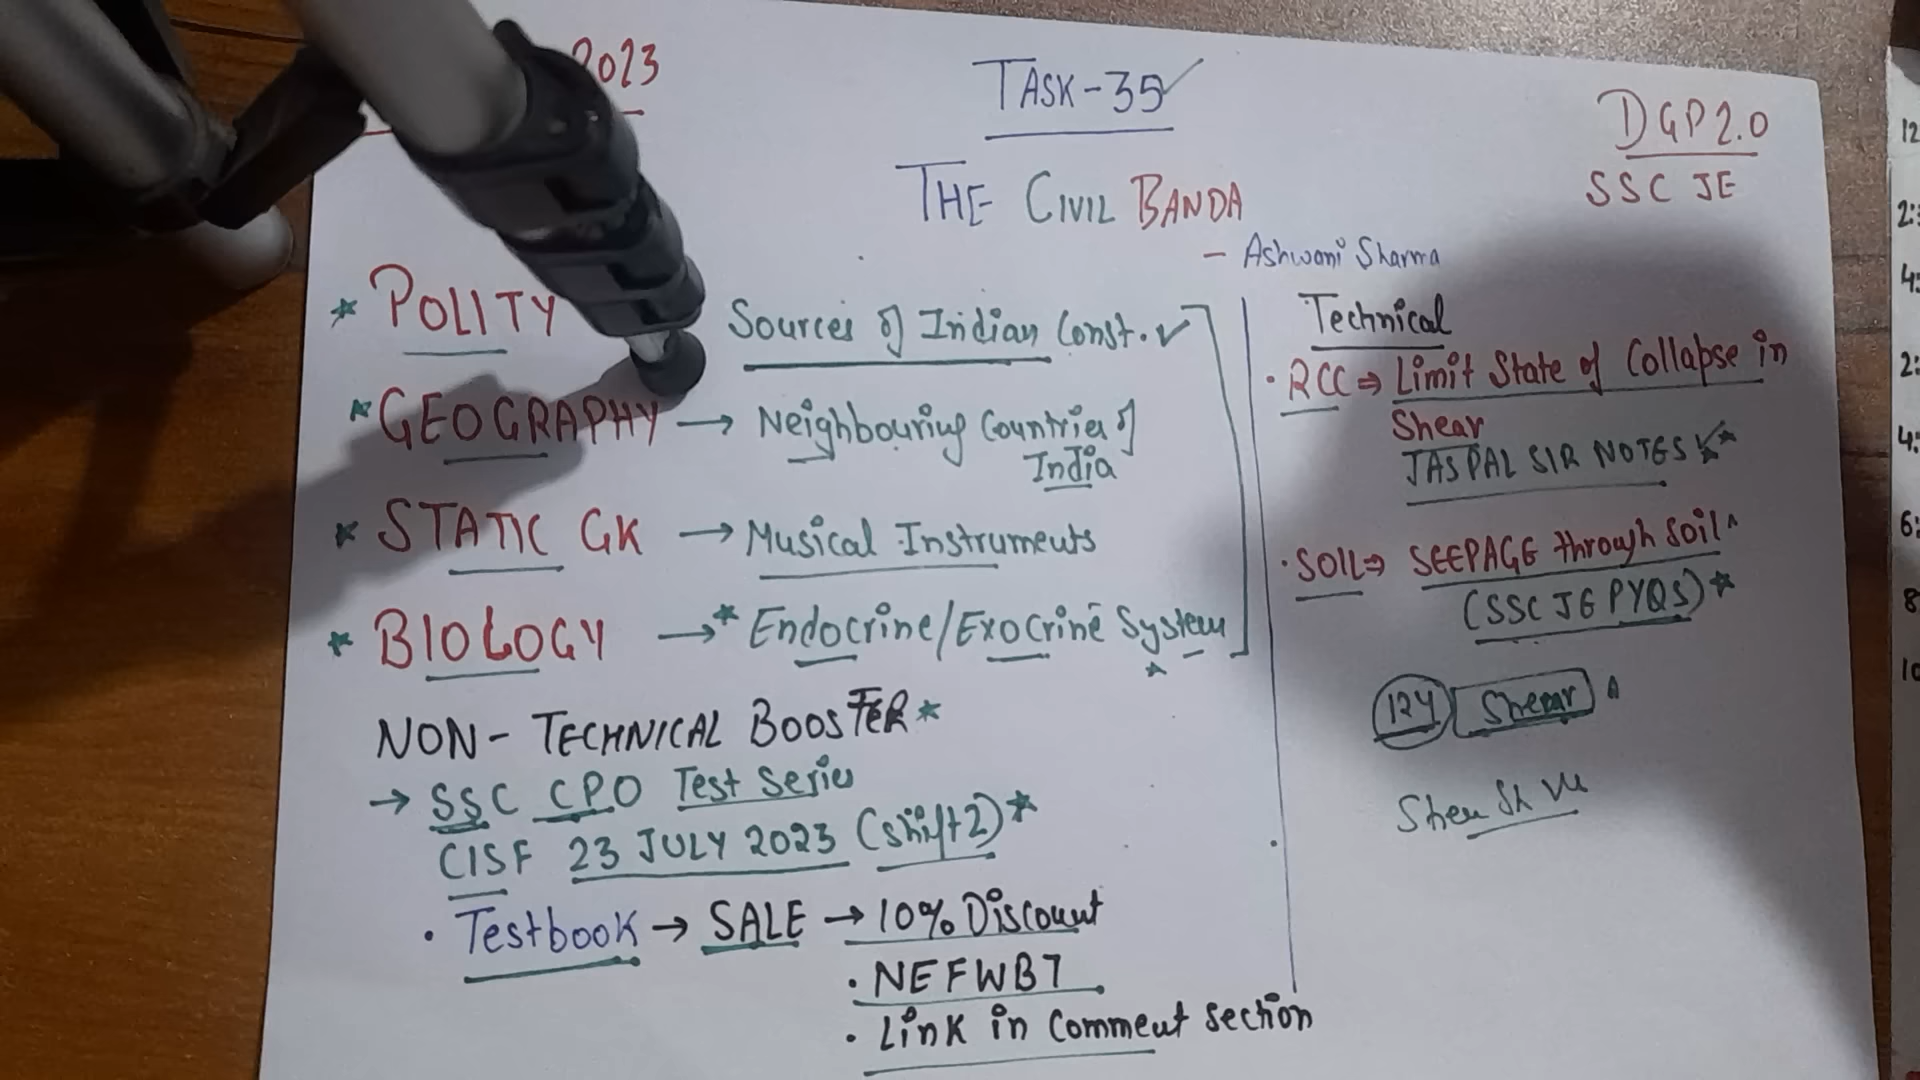 2023
TASK-35
DGP2.0
SSC JE
THE CIVIL BANDA
- Ashwani Sharma
* POLITY Sources of Indian Const.
* GEOGRAPHY → Neighbouring Countries of
India
* STATIC GK → Musical Instruments
* BIOLOGY → * Endocrine/Exocrine System
NON-TECHNICAL BOOSTER *
→ SSC CPO Test Series
CISF 23 JULY 2023 (Shift 2) *
· Testbook → SALE → 10% Discount
· NEFWB7
· Link in Comment section
Technical
· RCC ⇒ Limit State of Collapse in
Shear
JASPAL SIR NOTES *
· SOIL ⇒ SEEPAGE through Soil
(SSC JE PYQS) *
124 Shear